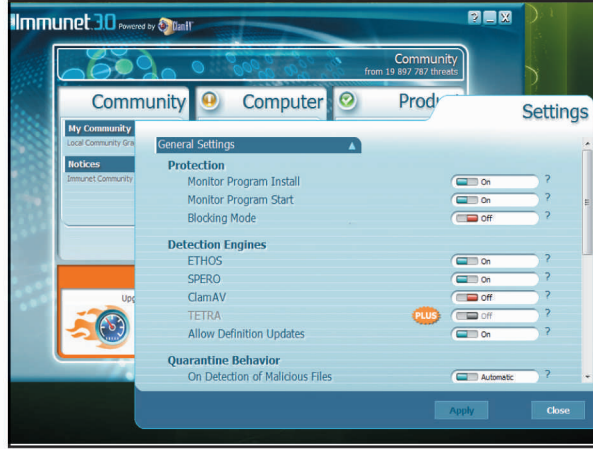 Immunet 3.0 Powered by ClamAV
Community
from 19 897 787 threats
Community
Computer
Settings
My Community
Local Community
Notices
Immunet Community
General Settings
Protection
Monitor Program Install On ?
Monitor Program Start On ?
Blocking Mode Off ?
Detection Engines
ETHOS On ?
SPERO On ?
ClamAV Off ?
TETRA PLUS Off ?
Allow Definition Updates On ?
Quarantine Behavior
On Detection of Malicious Files Automatic ?
Apply Close